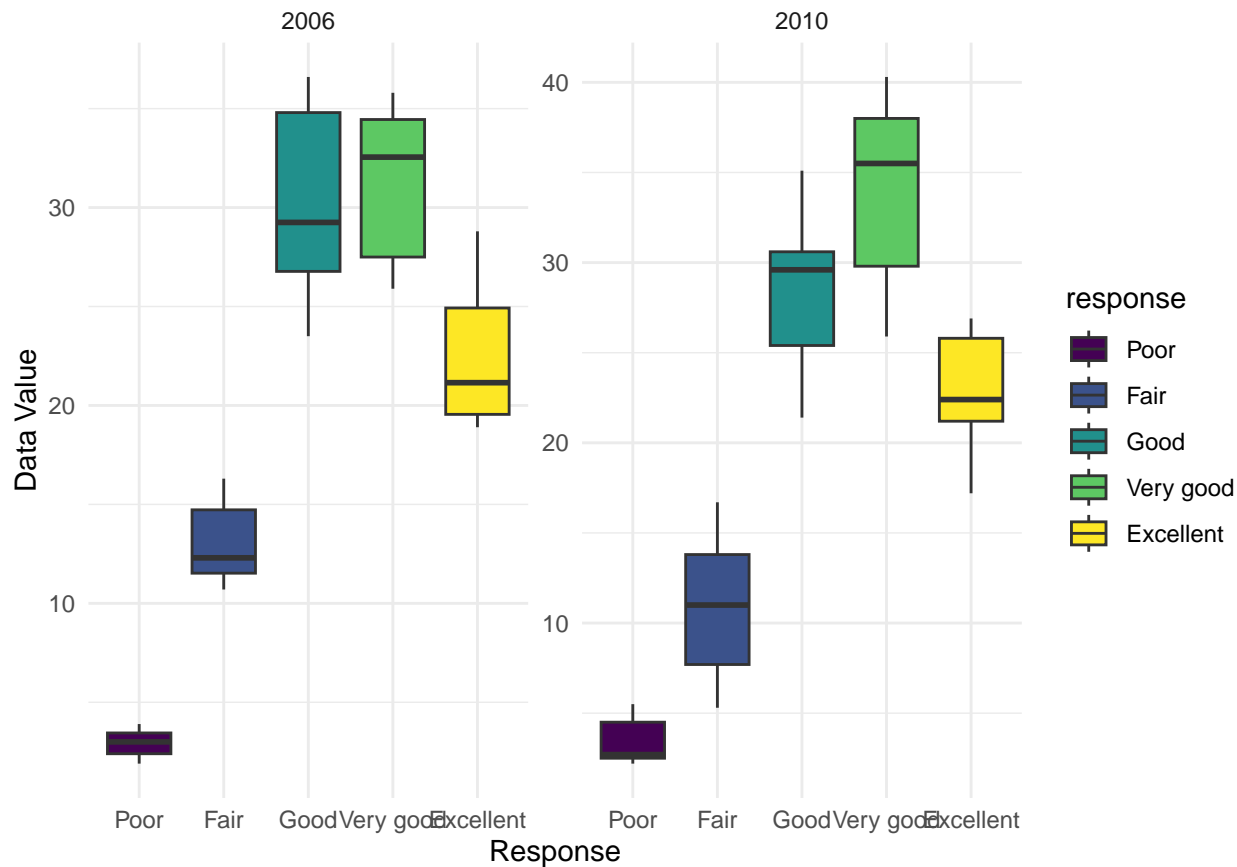 2006
2010
Data Value
30
20
10
40
30
20
10
Poor Fair Good Very good Excellent
Poor Fair Good Very good Excellent
Response
response
Poor
Fair
Good
Very good
Excellent